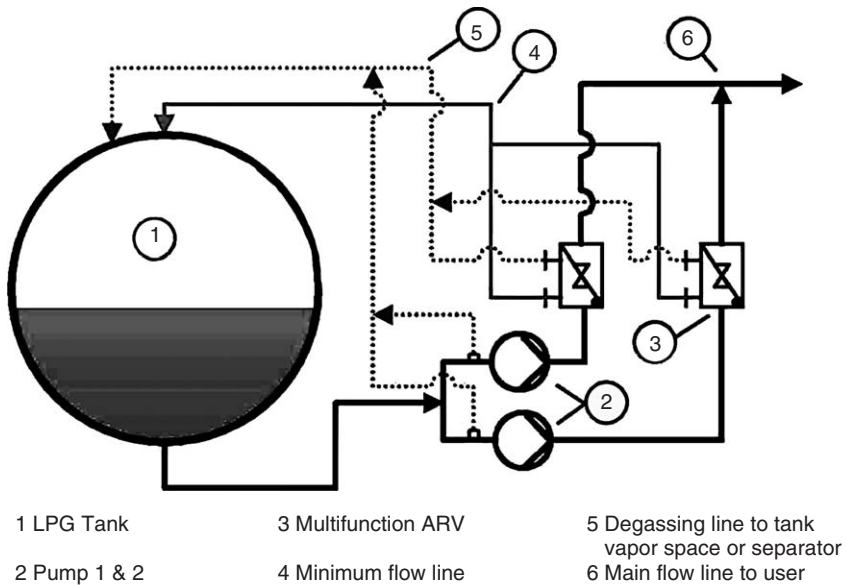 5
4
6
1
3
2
1 LPG Tank
3 Multifunction ARV
5 Degassing line to tank
vapor space or separator
2 Pump 1 & 2
4 Minimum flow line
6 Main flow line to user